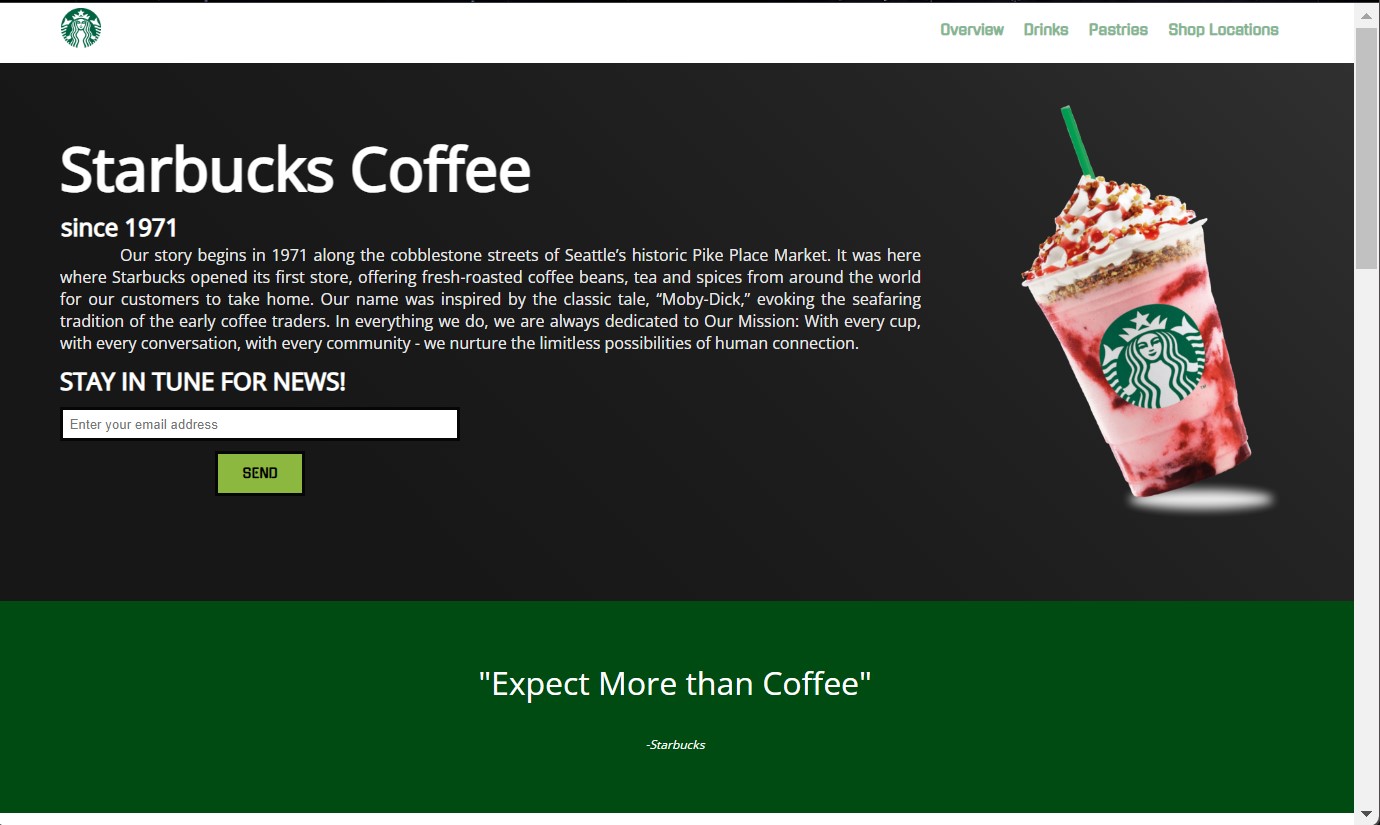 Overview Drinks Pastries Shop Locations
Starbucks Coffee
since 1971
Our story begins in 1971 along the cobblestone streets of Seattle’s historic Pike Place Market. It was here
where Starbucks opened its first store, offering fresh-roasted coffee beans, tea and spices from around the world
for our customers to take home. Our name was inspired by the classic tale, “Moby-Dick,” evoking the seafaring
tradition of the early coffee traders. In everything we do, we are always dedicated to Our Mission: With every cup,
with every conversation, with every community - we nurture the limitless possibilities of human connection.
STAY IN TUNE FOR NEWS!
Enter your email address
SEND
"Expect More than Coffee"
-Starbucks